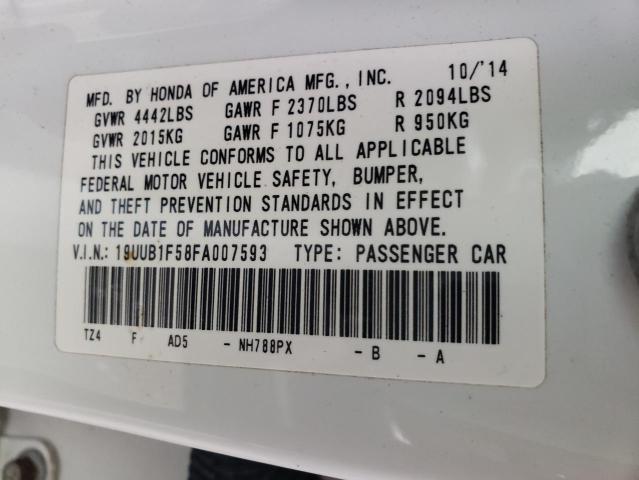 MFD. BY HONDA OF AMERICA MFG., INC. 10/'14
GVWR 4442LBS GAWR F 2370LBS R 2094LBS
GVWR 2015KG GAWR F 1075KG R 950KG
THIS VEHICLE CONFORMS TO ALL APPLICABLE
FEDERAL MOTOR VEHICLE SAFETY, BUMPER,
AND THEFT PREVENTION STANDARDS IN EFFECT
ON THE DATE OF MANUFACTURE SHOWN ABOVE.
V.I.N.: 19UUB1F58FA007593 TYPE: PASSENGER CAR
TZ4 F AD5 - NH788PX - B - A